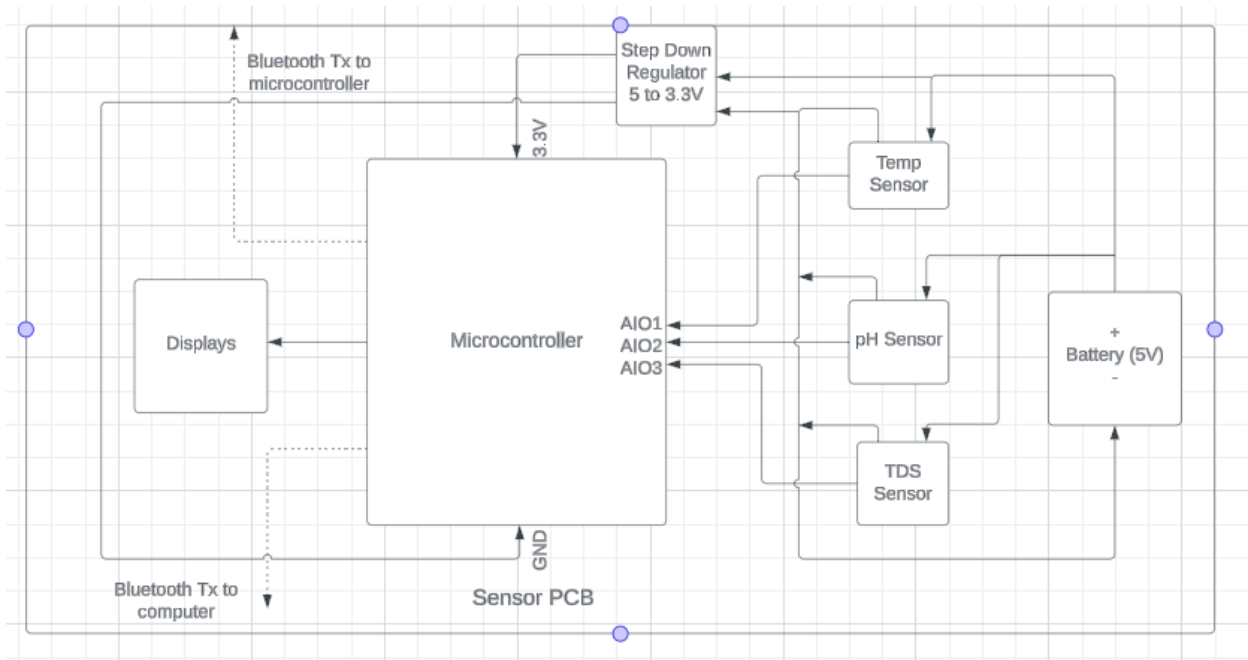 Step Down
Regulator
5 to 3.3V
Bluetooth Tx to
microcontroller
3.3V
Temp
Sensor
Displays
Microcontroller
AIO1
AIO2
AIO3
pH Sensor
+
Battery (5V)
-
TDS
Sensor
GND
Bluetooth Tx to
computer
Sensor PCB